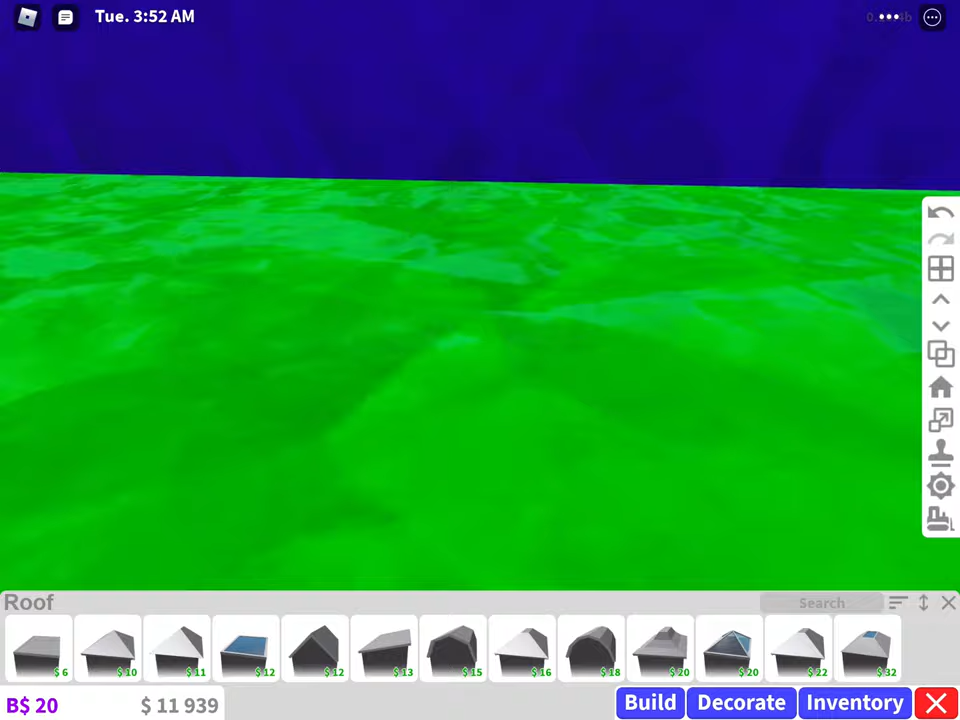 Tue. 3:52 AM
Roof
Search
$ 6
$ 10
$ 11
$ 12
$ 12
$ 13
$ 15
$ 16
$ 18
$ 20
$ 20
$ 22
$ 32
B$ 20
$ 11 939
Build
Decorate
Inventory